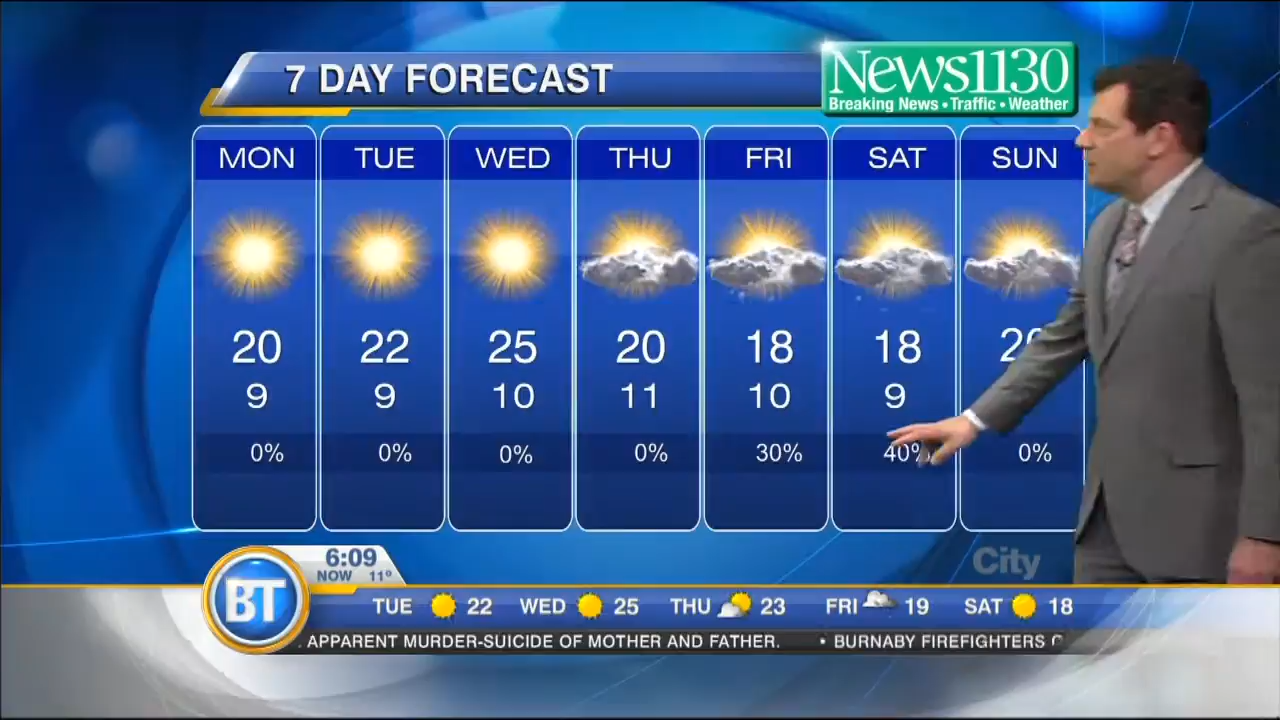 7 DAY FORECAST
News1130
Breaking News • Traffic • Weather
MON TUE WED THU FRI SAT SUN
20 22 25 20 18 18
9 9 10 11 10 9
0% 0% 0% 0% 30% 40% 0%
City
6:09
NOW 11°
BT
TUE 22 WED 25 THU 23 FRI 19 SAT 18
. APPARENT MURDER-SUICIDE OF MOTHER AND FATHER. • BURNABY FIREFIGHTERS